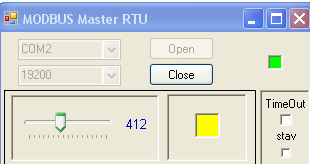 MODBUS Master RTU
COM2
Open
19200
Close
412
TimeOut
stav